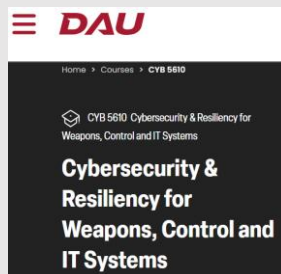 DAU
Home > Courses > CYB 5610
CYB 5610 Cybersecurity & Resiliency for
Weapons, Control and IT Systems
Cybersecurity &
Resiliency for
Weapons, Control and
IT Systems